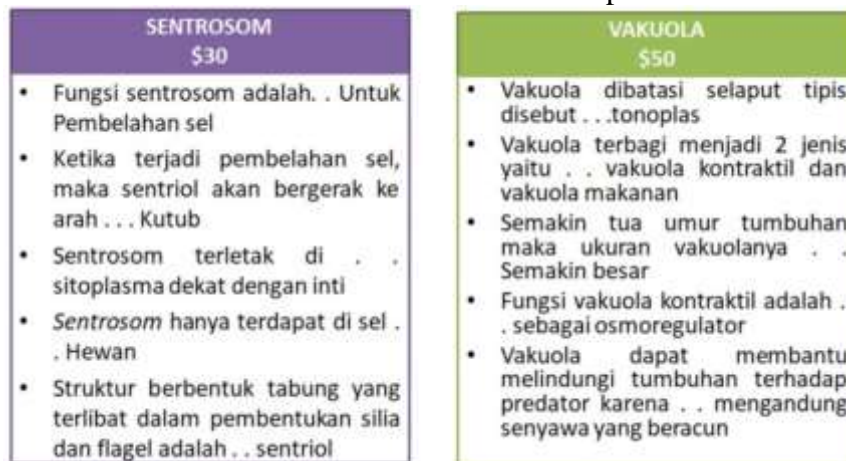 SENTROSOM
$30
• Fungsi sentrosom adalah. . Untuk
Pembelahan sel
• Ketika terjadi pembelahan sel,
maka sentriol akan bergerak ke
arah . . . Kutub
• Sentrosom terletak di . .
sitoplasma dekat dengan inti
• Sentrosom hanya terdapat di sel .
. Hewan
• Struktur berbentuk tabung yang
terlibat dalam pembentukan silia
dan flagel adalah . . sentriol
VAKUOLA
$50
• Vakuola dibatasi selaput tipis
disebut . . .tonoplas
• Vakuola terbagi menjadi 2 jenis
yaitu . . vakuola kontraktil dan
vakuola makanan
• Semakin tua umur tumbuhan
maka ukuran vakuolanya . .
Semakin besar
• Fungsi vakuola kontraktil adalah .
. sebagai osmoregulator
• Vakuola dapat membantu
melindungi tumbuhan terhadap
predator karena . . mengandung
senyawa yang beracun